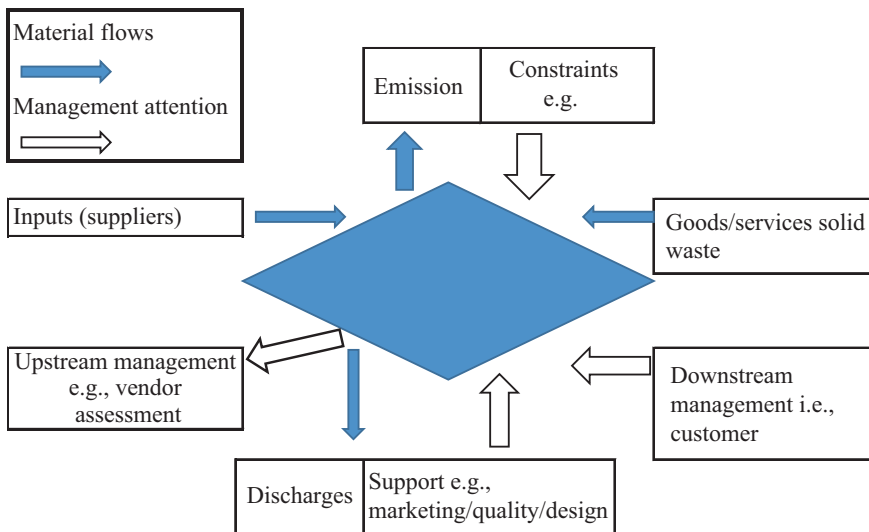 Material flows
Management attention
Emission
Constraints
e.g.
Inputs (suppliers)
Goods/services solid
waste
Upstream management
e.g., vendor
assessment
Downstream
management i.e.,
customer
Discharges
Support e.g.,
marketing/quality/design